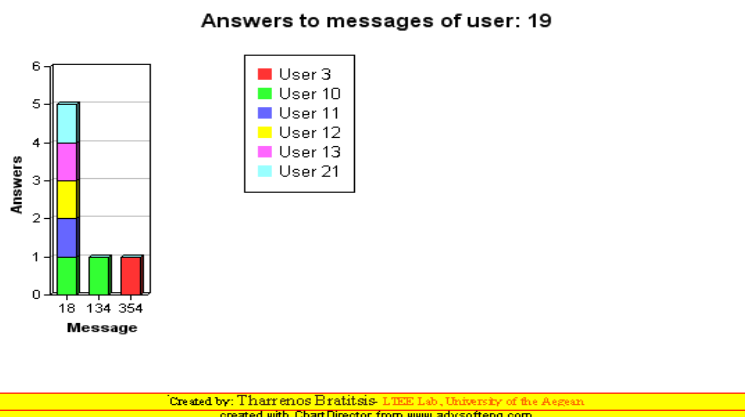 Answers to messages of user: 19
6
5
4
3
2
1
0
Answers
18 134 354
Message
User 3
User 10
User 11
User 12
User 13
User 21
Created by: Tharrenos Bratitsis- LTEE Lab, University of the Aegean
created with ChartDirector from www.advsofteng.com